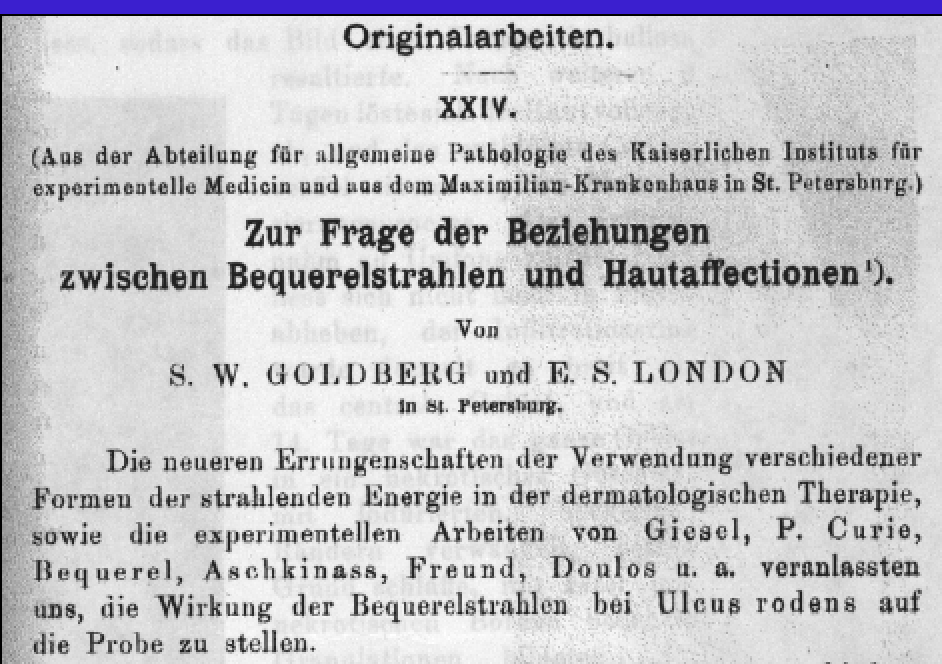 Originalarbeiten.
XXIV.
(Aus der Abteilung für allgemeine Pathologie des Kaiserlichen Instituts für
experimentelle Medicin und aus dem Maximilian-Krankenhaus in St. Petersburg.)
Zur Frage der Beziehungen
zwischen Bequerelstrahlen und Hautaffectionen¹).
Von
S. W. GOLDBERG und E. S. LONDON
in St. Petersburg.
Die neueren Errungenschaften der Verwendung verschiedener
Formen der strahlenden Energie in der dermatologischen Therapie,
sowie die experimentellen Arbeiten von Giesel, P. Curie,
Bequerel, Aschkinass, Freund, Doulos u. a. veranlassten
uns, die Wirkung der Bequerelstrahlen bei Ulcus rodens auf
die Probe zu stellen.